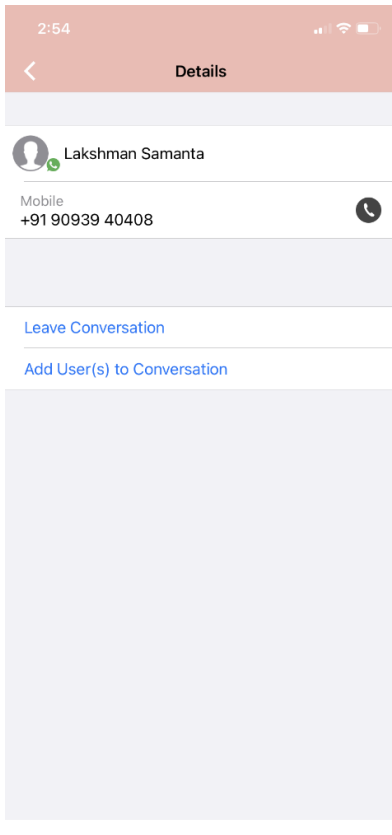 2:54
Details
Lakshman Samanta
Mobile
+91 90939 40408
Leave Conversation
Add User(s) to Conversation